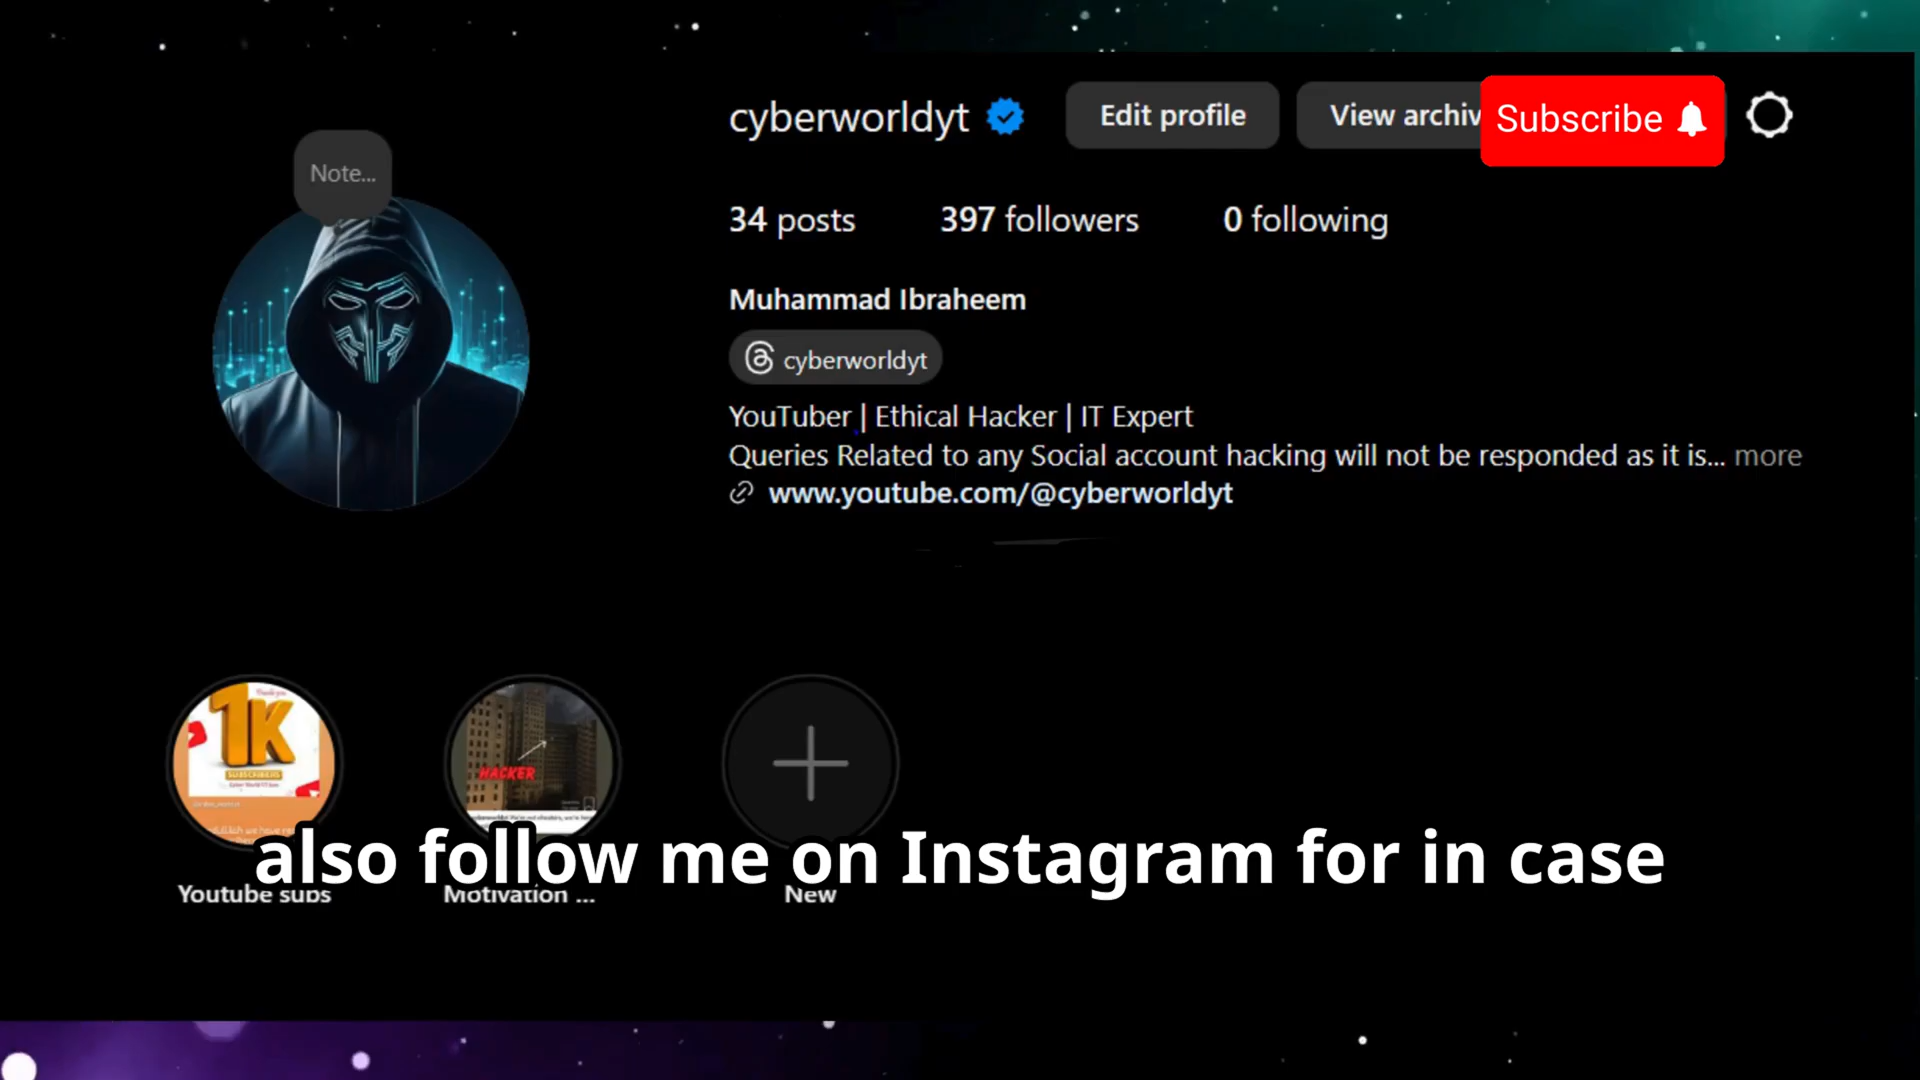 cyberworldyt
Edit profile
View archiv
Subscribe
Note...
34 posts
397 followers
0 following
Muhammad Ibraheem
cyberworldyt
YouTuber | Ethical Hacker | IT Expert
Queries Related to any Social account hacking will not be responded as it is... more
www.youtube.com/@cyberworldyt
1K
SUBSCRIBERS
HACKER
also follow me on Instagram for in case
Youtube subs
Motivation ...
New